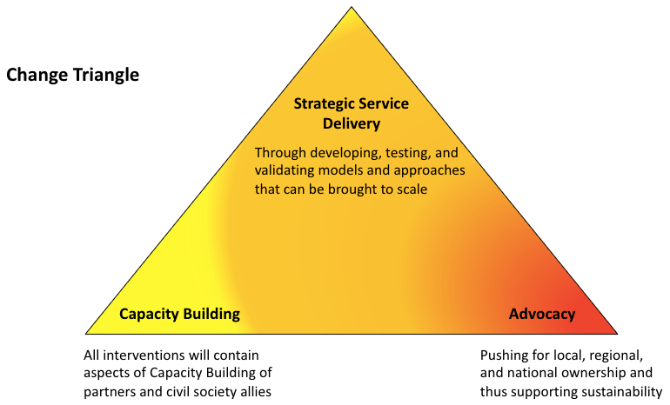 Change Triangle
Strategic Service
Delivery
Through developing, testing, and
validating models and approaches
that can be brought to scale
Capacity Building
Advocacy
All interventions will contain
aspects of Capacity Building of
partners and civil society allies
Pushing for local, regional,
and national ownership and
thus supporting sustainability